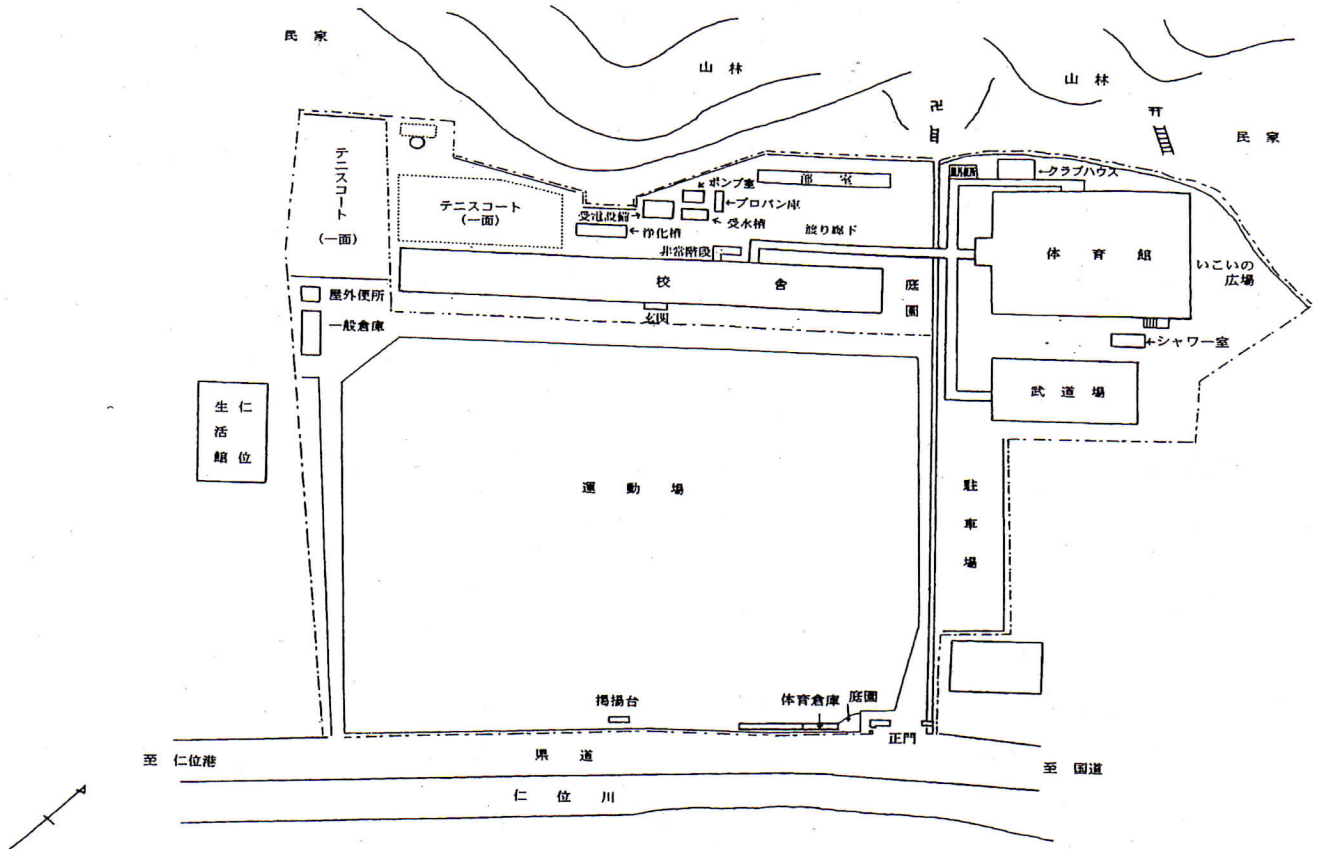 民家
山林
山林
卍
民家
テニスコート
(一面)
テニスコート
(一面)
部室
ポンプ室
プロパン庫
受電設備
受水槽
浄化槽
非常階段
渡り廊下
クラブハウス
体育館
いこいの
広場
校舎
玄関
庭園
屋外便所
一般倉庫
シャワー室
武道場
仁位
生活館
運動場
駐車場
掲揚台
体育倉庫
庭園
正門
至 仁位港
県道
至 国道
仁位川